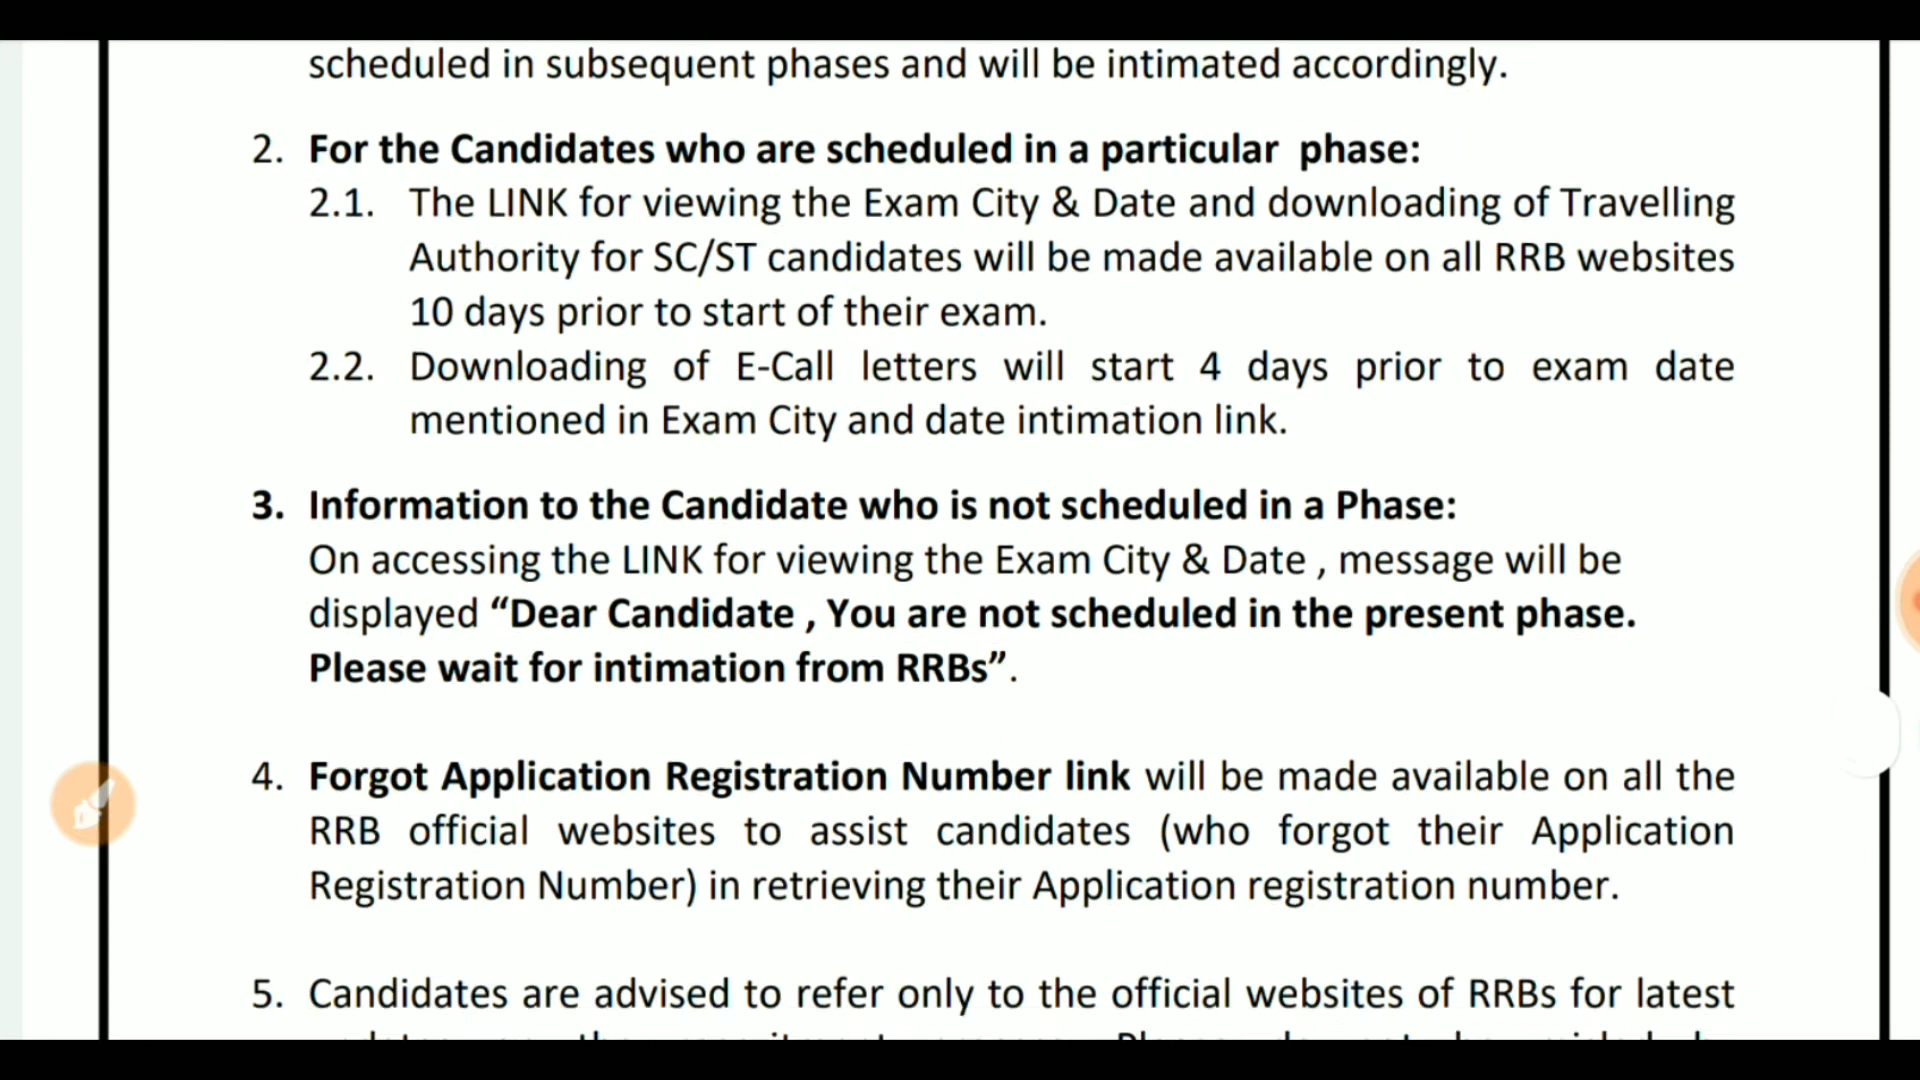 scheduled in subsequent phases and will be intimated accordingly.
2. For the Candidates who are scheduled in a particular phase:
2.1. The LINK for viewing the Exam City & Date and downloading of Travelling
Authority for SC/ST candidates will be made available on all RRB websites
10 days prior to start of their exam.
2.2. Downloading of E-Call letters will start 4 days prior to exam date
mentioned in Exam City and date intimation link.
3. Information to the Candidate who is not scheduled in a Phase:
On accessing the LINK for viewing the Exam City & Date , message will be
displayed “Dear Candidate , You are not scheduled in the present phase.
Please wait for intimation from RRBs”.
4. Forgot Application Registration Number link will be made available on all the
RRB official websites to assist candidates (who forgot their Application
Registration Number) in retrieving their Application registration number.
5. Candidates are advised to refer only to the official websites of RRBs for latest